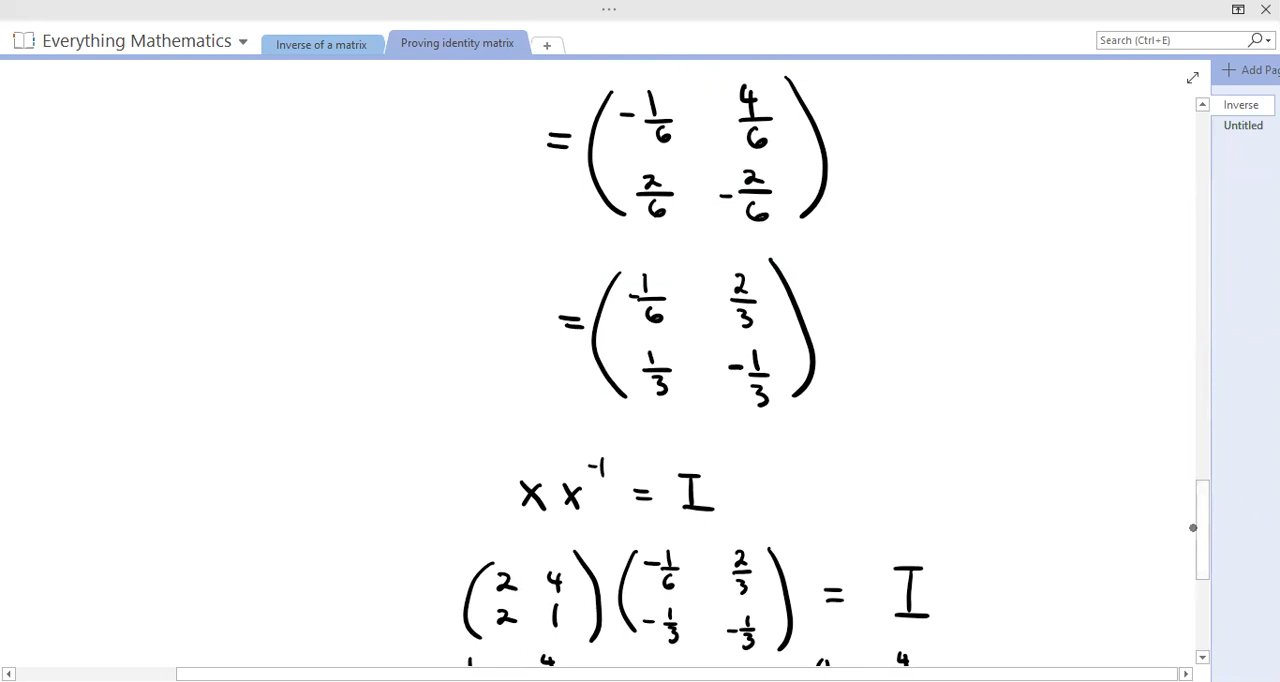 ...
Everything Mathematics
Inverse of a matrix
Proving identity matrix
+
Search (Ctrl+E)
+ Add Pag
Inverse
Untitled
= ( -1/6 4/6
2/6 -2/6 )
= ( -1/6 2/3
1/3 -1/3 )
x x⁻¹ = I
( 2 4 ) ( -1/6 2/3 ) = I
( 2 1 ) ( -1/3 -1/3 )